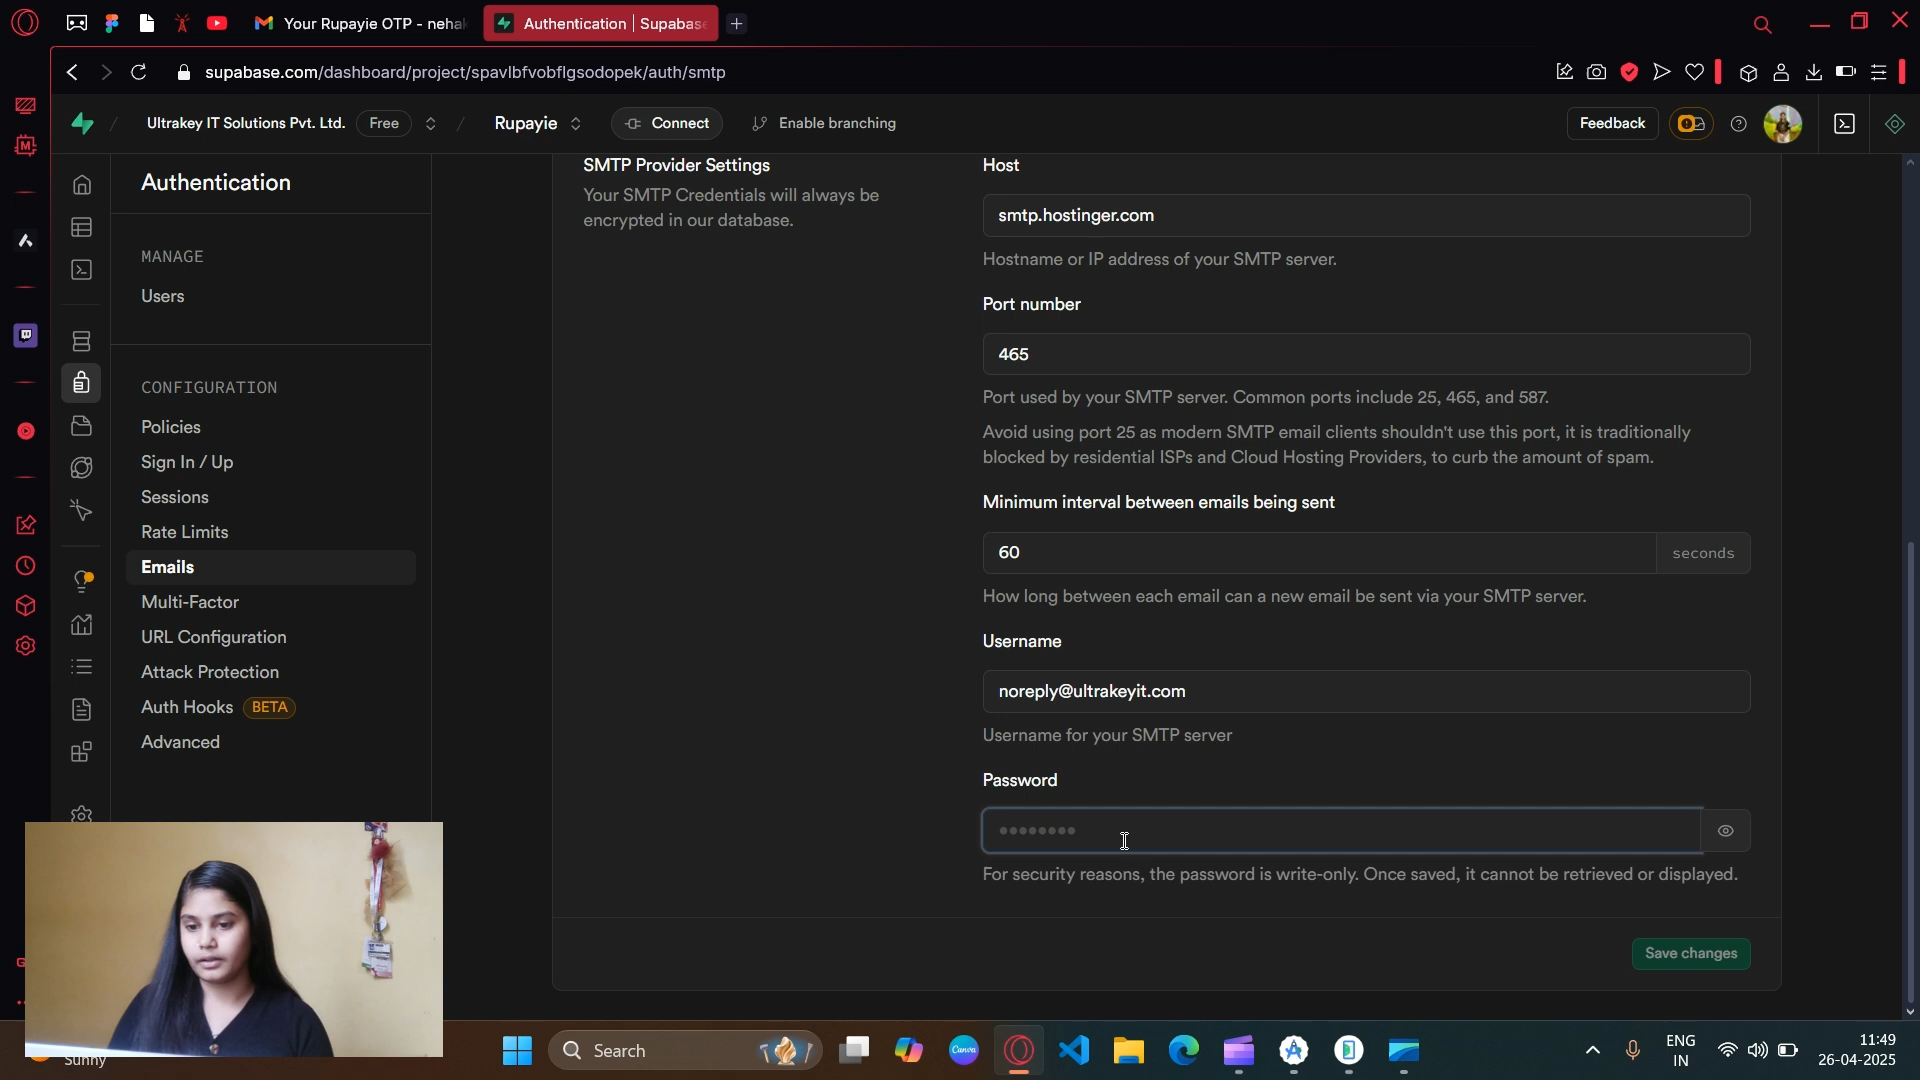 Your Rupayie OTP - neha
Authentication | Supabase
supabase.com/dashboard/project/spavlbfvobflgsodopek/auth/smtp
Ultrakey IT Solutions Pvt. Ltd.
Free
Rupayie
Connect
Enable branching
Feedback
Authentication
MANAGE
Users
CONFIGURATION
Policies
Sign In / Up
Sessions
Rate Limits
Emails
Multi-Factor
URL Configuration
Attack Protection
Auth Hooks
BETA
Advanced
SMTP Provider Settings
Your SMTP Credentials will always be
encrypted in our database.
Host
smtp.hostinger.com
Hostname or IP address of your SMTP server.
Port number
465
Port used by your SMTP server. Common ports include 25, 465, and 587.
Avoid using port 25 as modern SMTP email clients shouldn't use this port, it is traditionally
blocked by residential ISPs and Cloud Hosting Providers, to curb the amount of spam.
Minimum interval between emails being sent
60
seconds
How long between each email can a new email be sent via your SMTP server.
Username
noreply@ultrakeyit.com
Username for your SMTP server
Password
••••••••
For security reasons, the password is write-only. Once saved, it cannot be retrieved or displayed.
Save changes
Sunny
Search
Canva
ENG
IN
11:49
26-04-2025